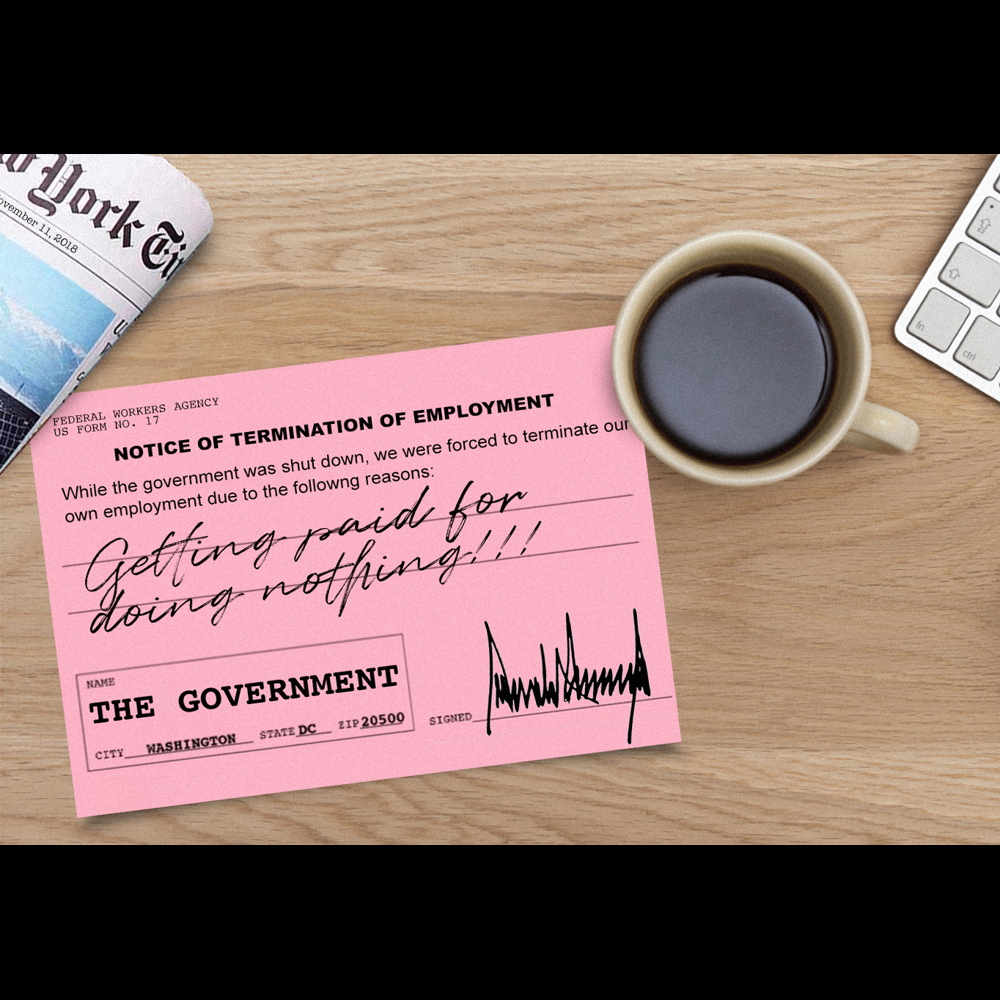 York Ti
ovember 11, 2018
FEDERAL WORKERS AGENCY
US FORM NO. 17
NOTICE OF TERMINATION OF EMPLOYMENT
While the government was shut down, we were forced to terminate our
own employment due to the followng reasons:
Getting paid for
doing nothing!!!
NAME
THE GOVERNMENT
CITY WASHINGTON STATE DC ZIP 20500
SIGNED
fn
ctrl